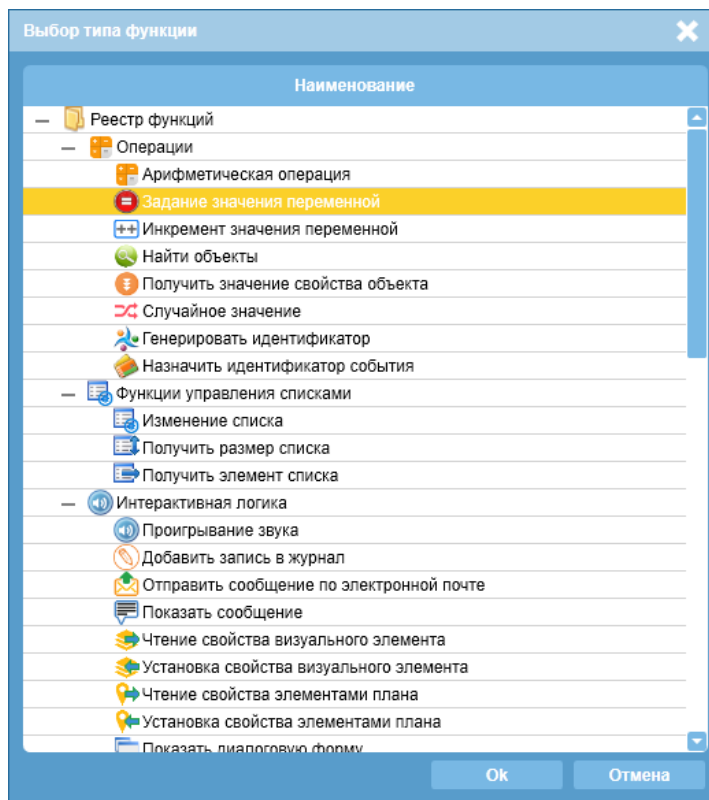 Выбор типа функции
Наименование
Реестр функций
Операции
Арифметическая операция
Задание значения переменной
Инкремент значения переменной
Найти объекты
Получить значение свойства объекта
Случайное значение
Генерировать идентификатор
Назначить идентификатор события
Функции управления списками
Изменение списка
Получить размер списка
Получить элемент списка
Интерактивная логика
Проигрывание звука
Добавить запись в журнал
Отправить сообщение по электронной почте
Показать сообщение
Чтение свойства визуального элемента
Установка свойства визуального элемента
Чтение свойства элементами плана
Установка свойства элементами плана
Показать диалоговую форму
Ok Отмена